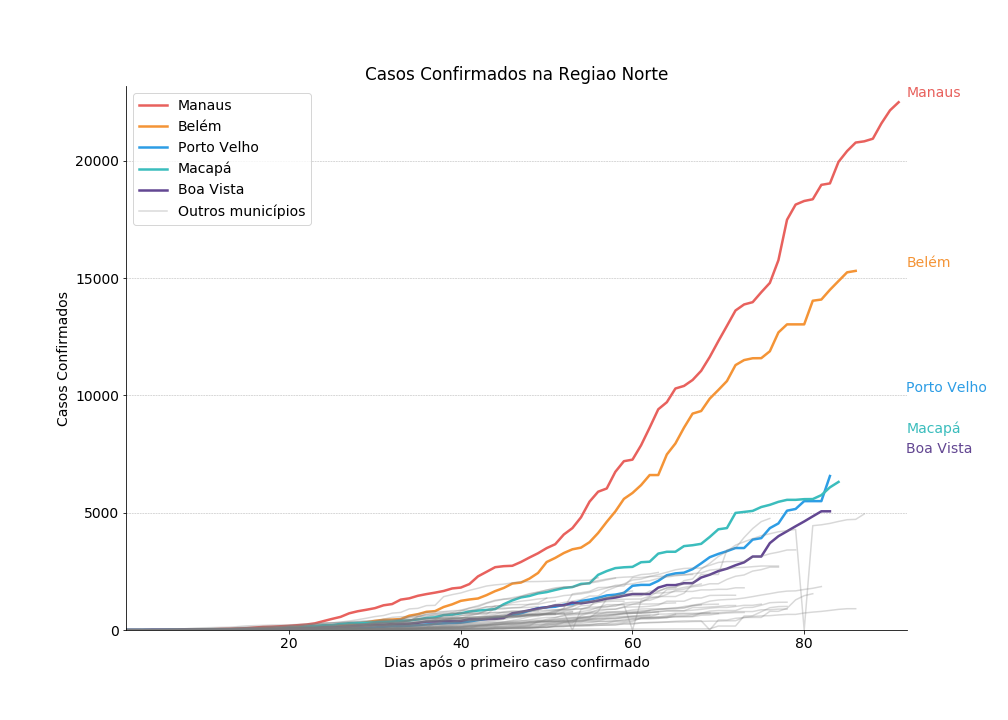 Casos Confirmados na Regiao Norte
Manaus
Belém
Porto Velho
Macapá
Boa Vista
Outros municípios
Manaus
Belém
Porto Velho
Macapá
Boa Vista
20000
15000
10000
5000
0
Casos Confirmados
20
40
60
80
Dias após o primeiro caso confirmado